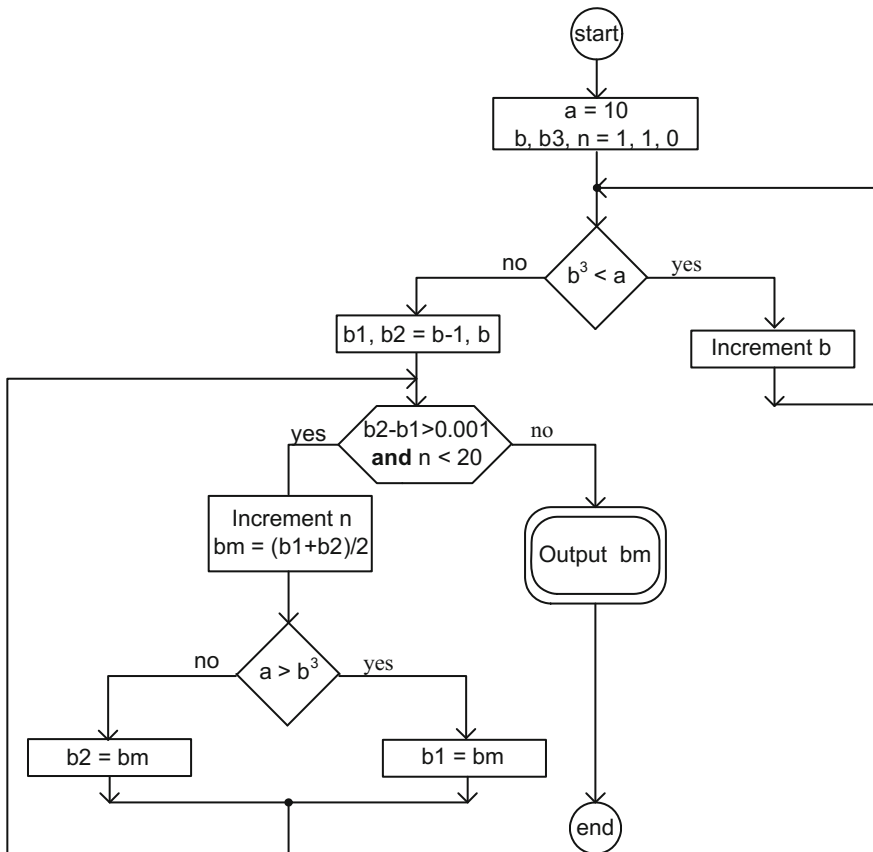 start
a = 10
b, b3, n = 1, 1, 0
b³ < a
no
yes
b1, b2 = b-1, b
Increment b
b2-b1>0.001
and n < 20
yes
no
Increment n
bm = (b1+b2)/2
Output bm
a > b³
no
yes
b2 = bm
b1 = bm
end